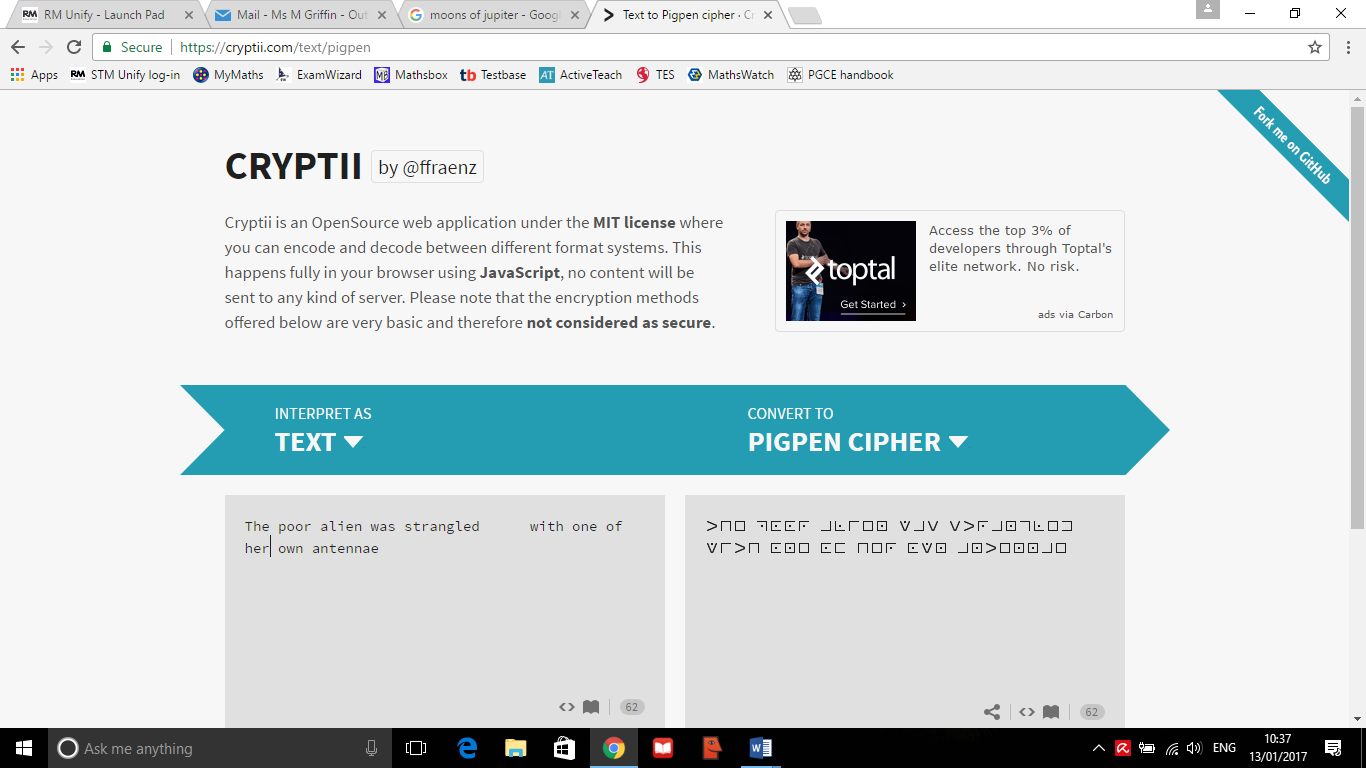 RM Unify - Launch Pad
Mail - Ms M Griffin - Out
moons of jupiter - Goog
Text to Pigpen cipher · Cr
Secure https://cryptii.com/text/pigpen
Apps RM STM Unify log-in MyMaths ExamWizard Mathsbox tb Testbase AT ActiveTeach TES MathsWatch PGCE handbook
Fork me on GitHub
CRYPTII by @ffraenz
Cryptii is an OpenSource web application under the MIT license where
you can encode and decode between different format systems. This
happens fully in your browser using JavaScript, no content will be
sent to any kind of server. Please note that the encryption methods
offered below are very basic and therefore not considered as secure.
toptal
Get Started ›
Access the top 3% of
developers through Toptal's
elite network. No risk.
ads via Carbon
INTERPRET AS
TEXT
CONVERT TO
PIGPEN CIPHER
The poor alien was strangled      with one of
her own antennae
62
62
Ask me anything
ENG
10:37
13/01/2017